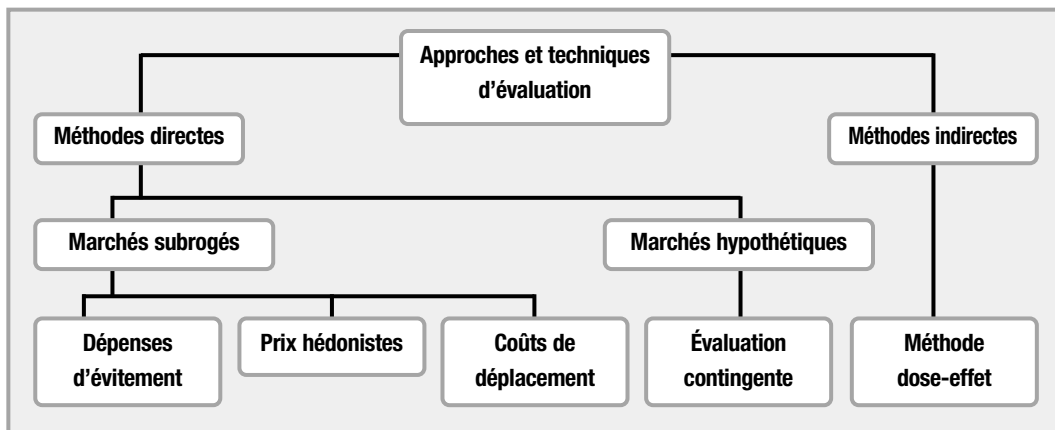 Approches et techniques
d’évaluation
Méthodes directes
Méthodes indirectes
Marchés subrogés
Marchés hypothétiques
Dépenses
d’évitement
Prix hédonistes
Coûts de
déplacement
Évaluation
contingente
Méthode
dose-effet